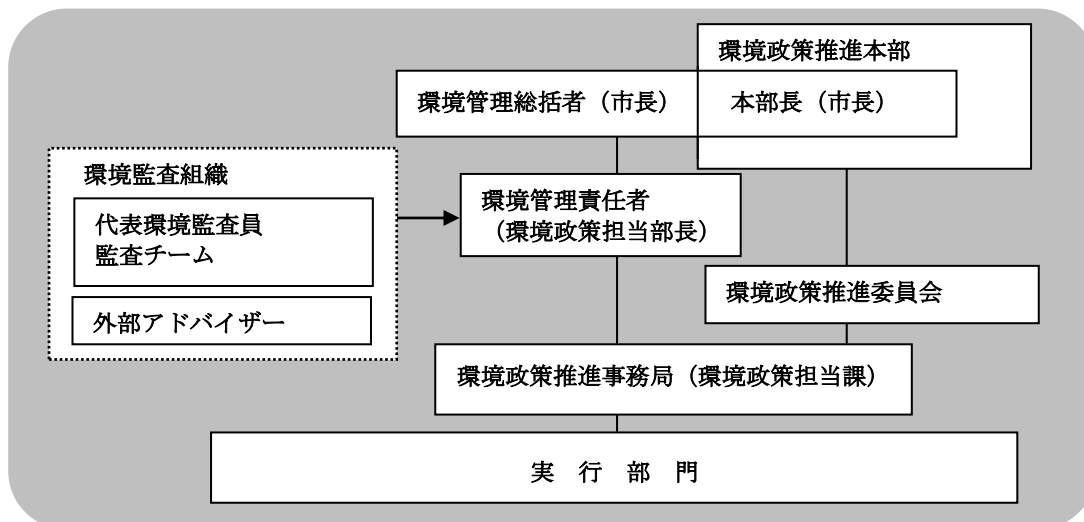 環境政策推進本部
環境管理総括者（市長）
本部長（市長）
環境監査組織
代表環境監査員
監査チーム
外部アドバイザー
環境管理責任者
（環境政策担当部長）
環境政策推進委員会
環境政策推進事務局（環境政策担当課）
実　行　部　門